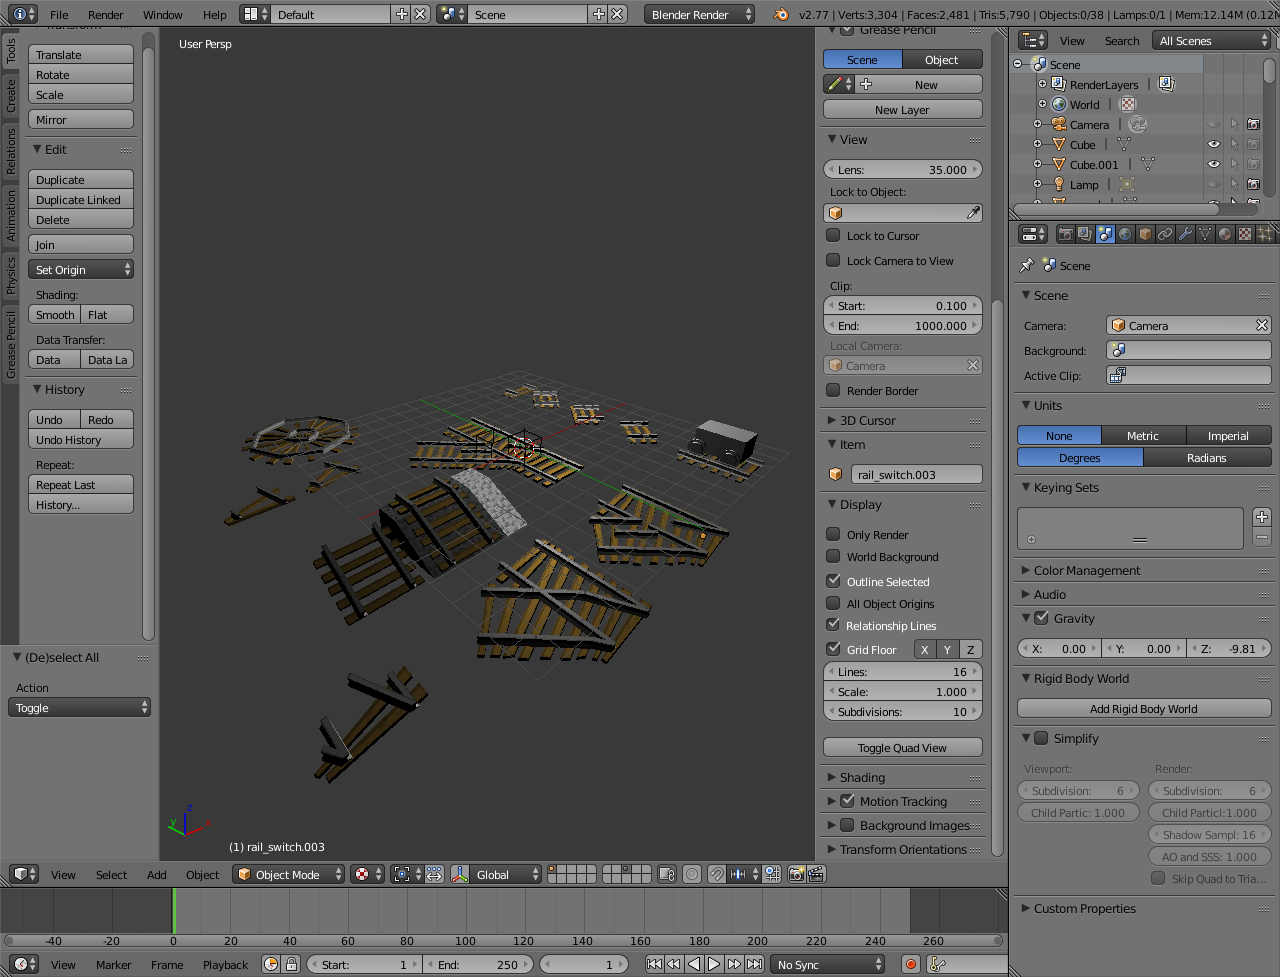 File Render Window Help Default Scene Blender Render v2.77 | Verts:3,304 | Faces:2,481 | Tris:5,790 | Objects:0/38 | Lamps:0/1 | Mem:12.14M
Tools
Create
Relations
Animation
Physics
Grease Pencil
Translate
Rotate
Scale
Mirror
Edit
Duplicate
Duplicate Linked
Delete
Join
Set Origin
Shading:
Smooth Flat
Data Transfer:
Data Data La
History
Undo Redo
Undo History
Repeat:
Repeat Last
History...
(De)select All
Action
Toggle
User Persp
(1) rail_switch.003
Grease Pencil
Scene Object
New
New Layer
View
Lens: 35.000
Lock to Object:
Lock to Cursor
Lock Camera to View
Clip:
Start: 0.100
End: 1000.000
Local Camera:
Camera
Render Border
3D Cursor
Item
rail_switch.003
Display
Only Render
World Background
Outline Selected
All Object Origins
Relationship Lines
Grid Floor X Y Z
Lines: 16
Scale: 1.000
Subdivisions: 10
Toggle Quad View
Shading
Motion Tracking
Background Images
Transform Orientations
View Search All Scenes
Scene
RenderLayers |
World |
Camera |
Cube |
Cube.001 |
Lamp |
Scene
Scene
Camera: Camera
Background:
Active Clip:
Units
None Metric Imperial
Degrees Radians
Keying Sets
Color Management
Audio
Gravity
X: 0.00 Y: 0.00 Z: -9.81
Rigid Body World
Add Rigid Body World
Simplify
Viewport: Render:
Subdivision: 6 Subdivision: 6
Child Partic: 1.000 Child Particl:1.000
Shadow Sampl: 16
AO and SSS: 1.000
Skip Quad to Tria...
Custom Properties
View Select Add Object Object Mode Global
-40 -20 0 20 40 60 80 100 120 140 160 180 200 220 240 260
View Marker Frame Playback Start: 1 End: 250 1 No Sync